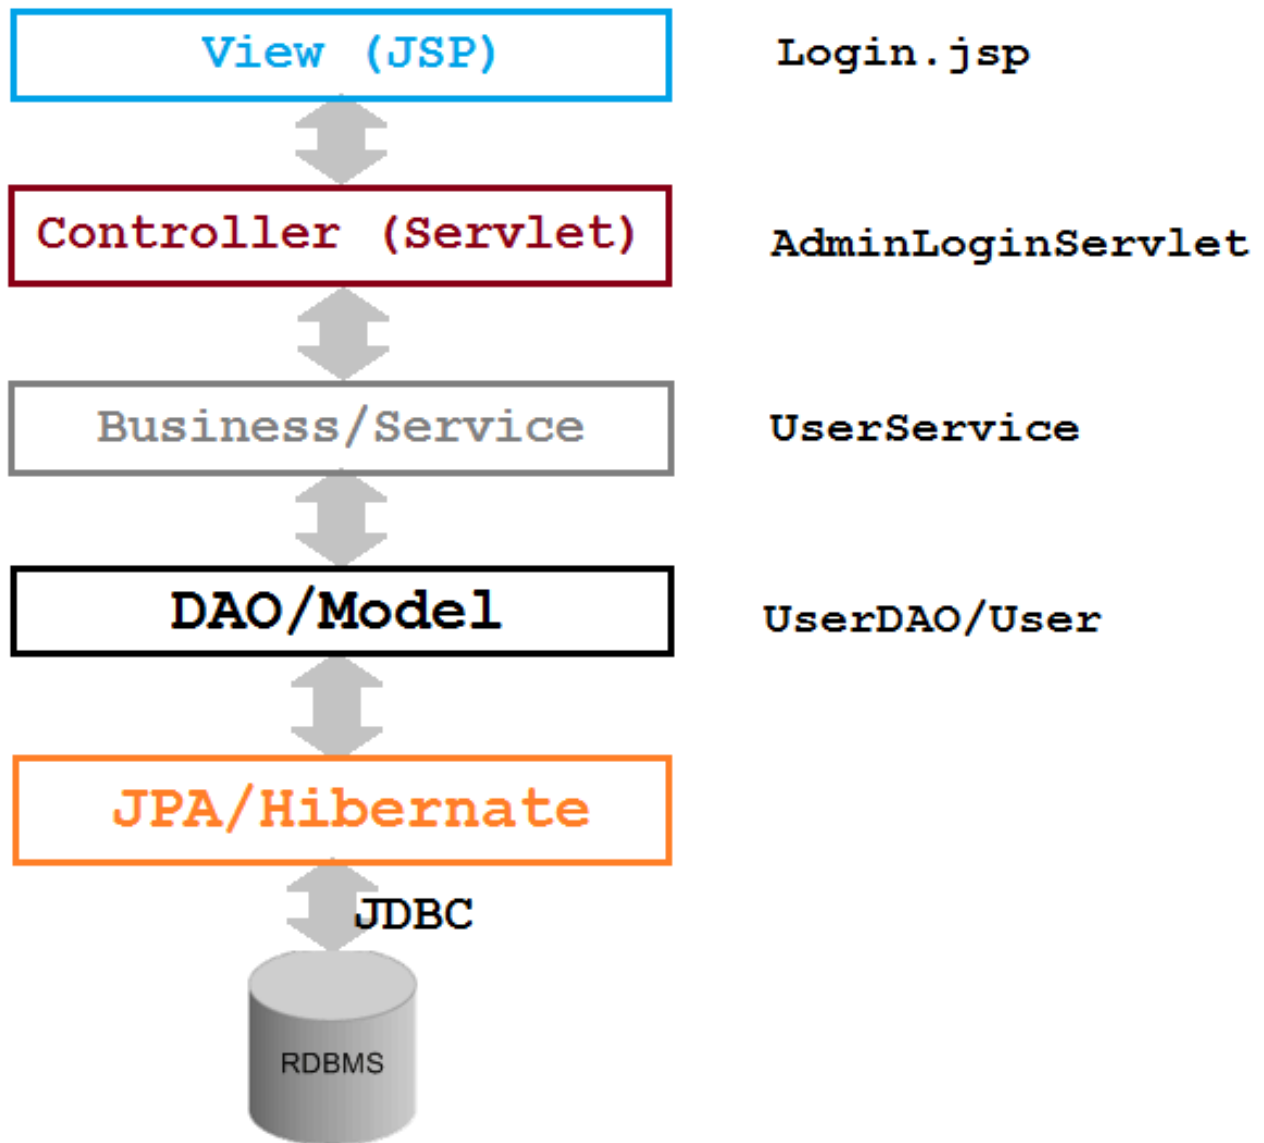 View (JSP)
Login.jsp
Controller (Servlet)
AdminLoginServlet
Business/Service
UserService
DAO/Model
UserDAO/User
JPA/Hibernate
JDBC
RDBMS